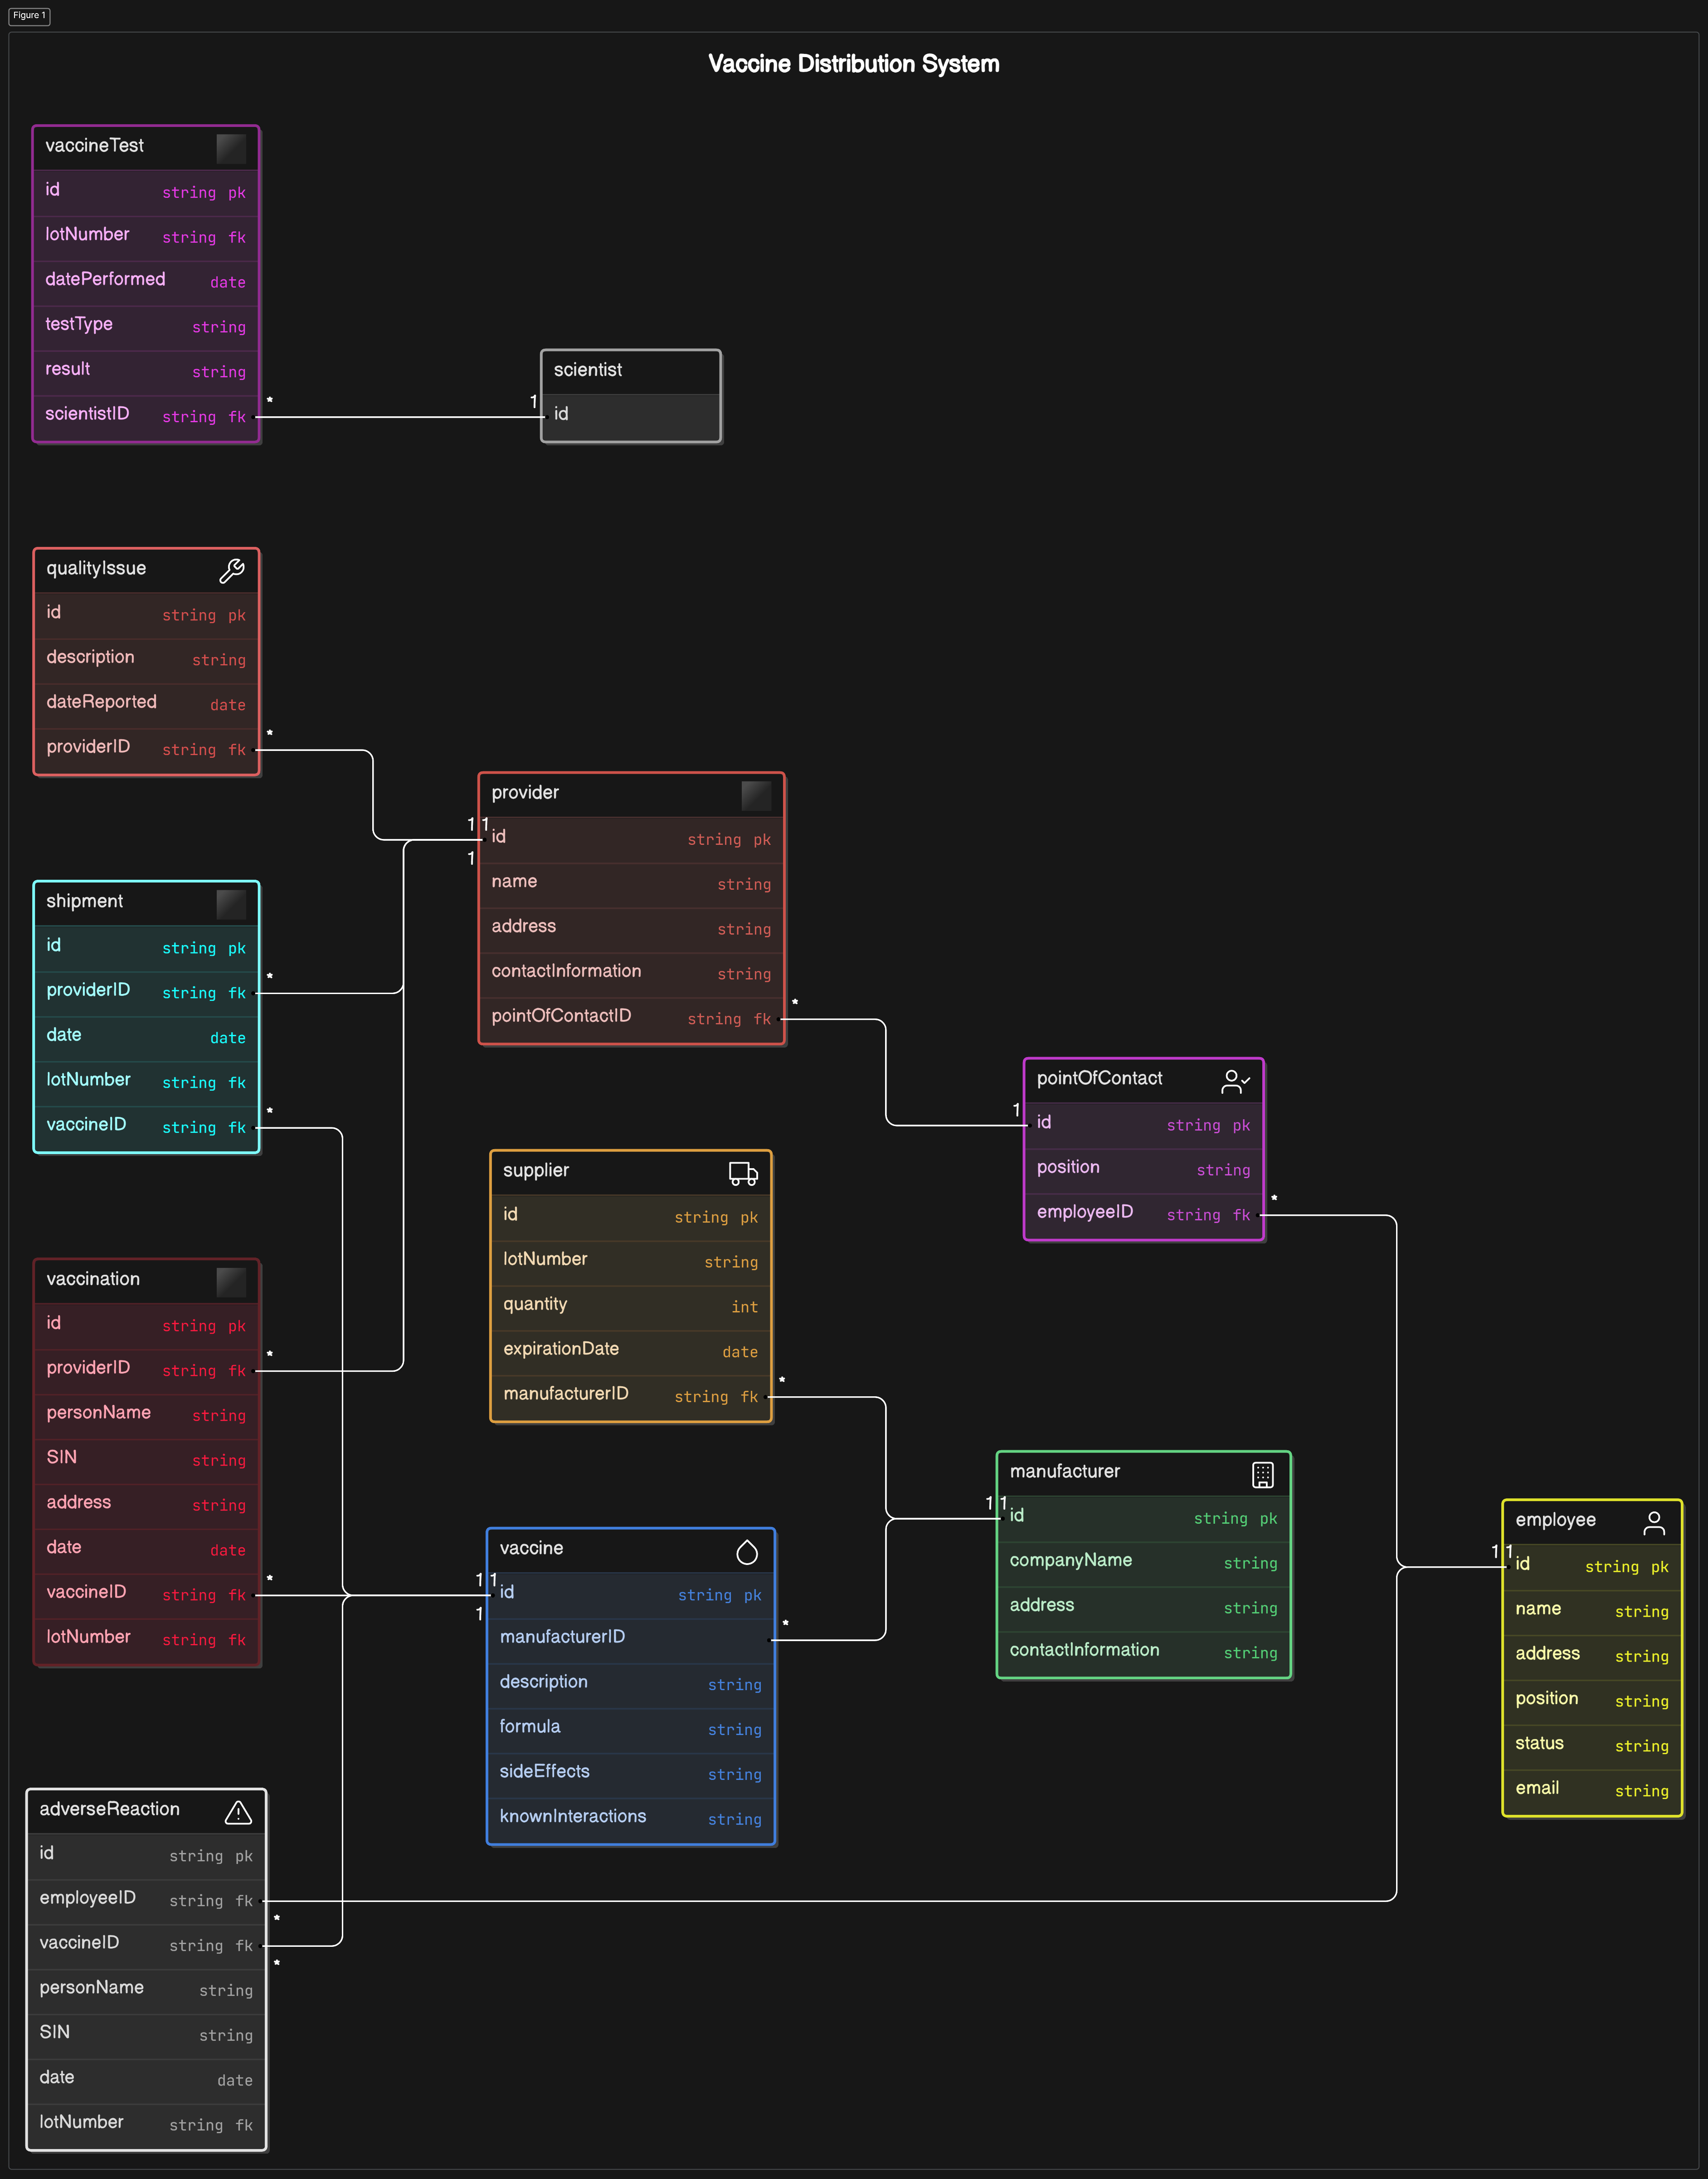 Figure 1
Vaccine Distribution System
vaccineTest
id string pk
lotNumber string fk
datePerformed date
testType string
result string
scientistID string fk
*
1
scientist
id
qualityIssue
id string pk
description string
dateReported date
providerID string fk
*
provider
1 1
id string pk
1
name string
address string
contactInformation string
pointOfContactID string fk
*
shipment
id string pk
providerID string fk
*
date date
lotNumber string fk
vaccineID string fk
*
pointOfContact
1
id string pk
position string
employeeID string fk
*
supplier
id string pk
lotNumber string
quantity int
expirationDate date
manufacturerID string fk
*
vaccination
id string pk
providerID string fk
*
personName string
SIN string
address string
date date
vaccineID string fk
*
lotNumber string fk
manufacturer
1 1
id string pk
companyName string
address string
contactInformation string
vaccine
1 1
id string pk
1
manufacturerID
*
description string
formula string
sideEffects string
knownInteractions string
employee
1 1
id string pk
name string
address string
position string
status string
email string
adverseReaction
id string pk
employeeID string fk
*
vaccineID string fk
*
personName string
SIN string
date date
lotNumber string fk